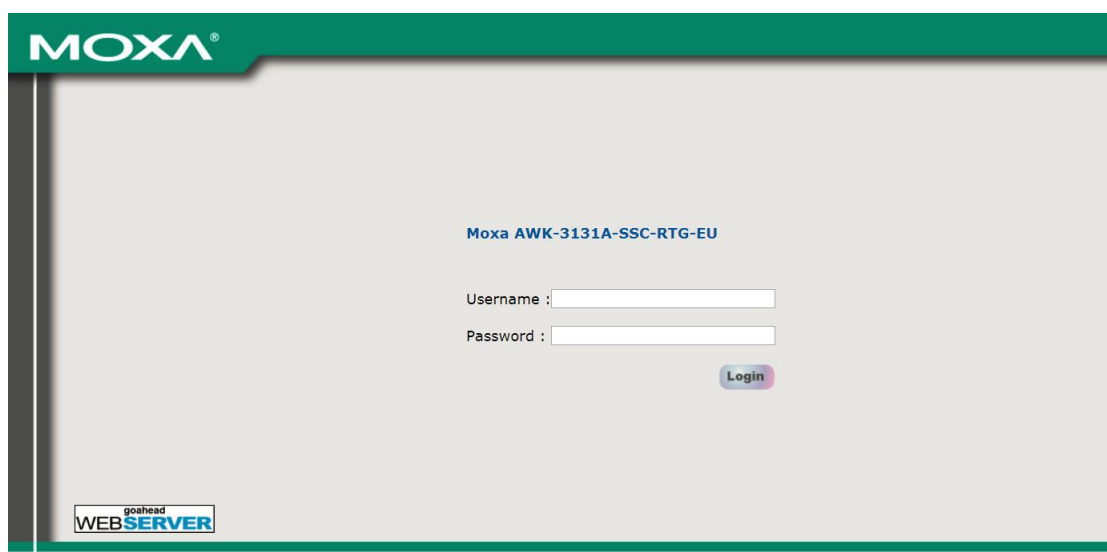 MOXA®
Moxa AWK-3131A-SSC-RTG-EU
Username :
Password :
Login
goahead
WEBSERVER